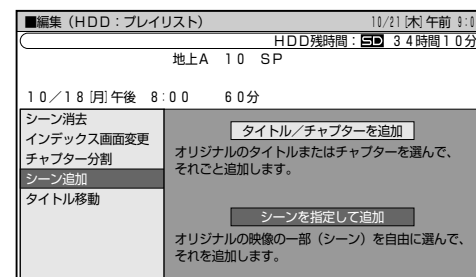 ■編集（HDD：プレイリスト） 10/21[木]午前 9:0
HDD残時間：SD 34時間10分
地上A 10 SP
10／18[月]午後 8:00 60分
シーン消去
インデックス画面変更
チャプター分割
シーン追加
タイトル移動
タイトル／チャプターを追加
オリジナルのタイトルまたはチャプターを選んで、
それごと追加します。
シーンを指定して追加
オリジナルの映像の一部（シーン）を自由に選んで、
それを追加します。